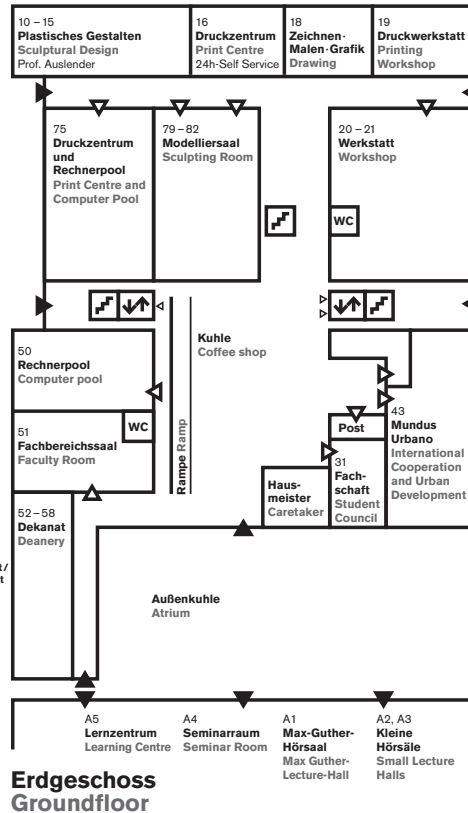 10 – 15
Plastisches Gestalten
Sculptural Design
Prof. Auslender
16
Druckzentrum
Print Centre
24h-Self Service
18
Zeichnen·
Malen·Grafik
Drawing
19
Druckwerkstatt
Printing
Workshop
75
Druckzentrum
und
Rechnerpool
Print Centre and
Computer Pool
79 – 82
Modelliersaal
Sculpting Room
20 – 21
Werkstatt
Workshop
WC
50
Rechnerpool
Computer pool
51
Fachbereichssaal
Faculty Room
WC
Rampe Ramp
Kuhle
Coffee shop
52 – 58
Dekanat
Deanery
Haus-
meister
Caretaker
Post
31
Fach-
schaft
Student
Council
43
Mundus
Urbano
International
Cooperation
and Urban
Development
t /
t
Außenkuhle
Atrium
A5
Lernzentrum
Learning Centre
A4
Seminarraum
Seminar Room
A1
Max-Guther-
Hörsaal
Max Guther-
Lecture-Hall
A2, A3
Kleine
Hörsäle
Small Lecture
Halls
Erdgeschoss
Groundfloor